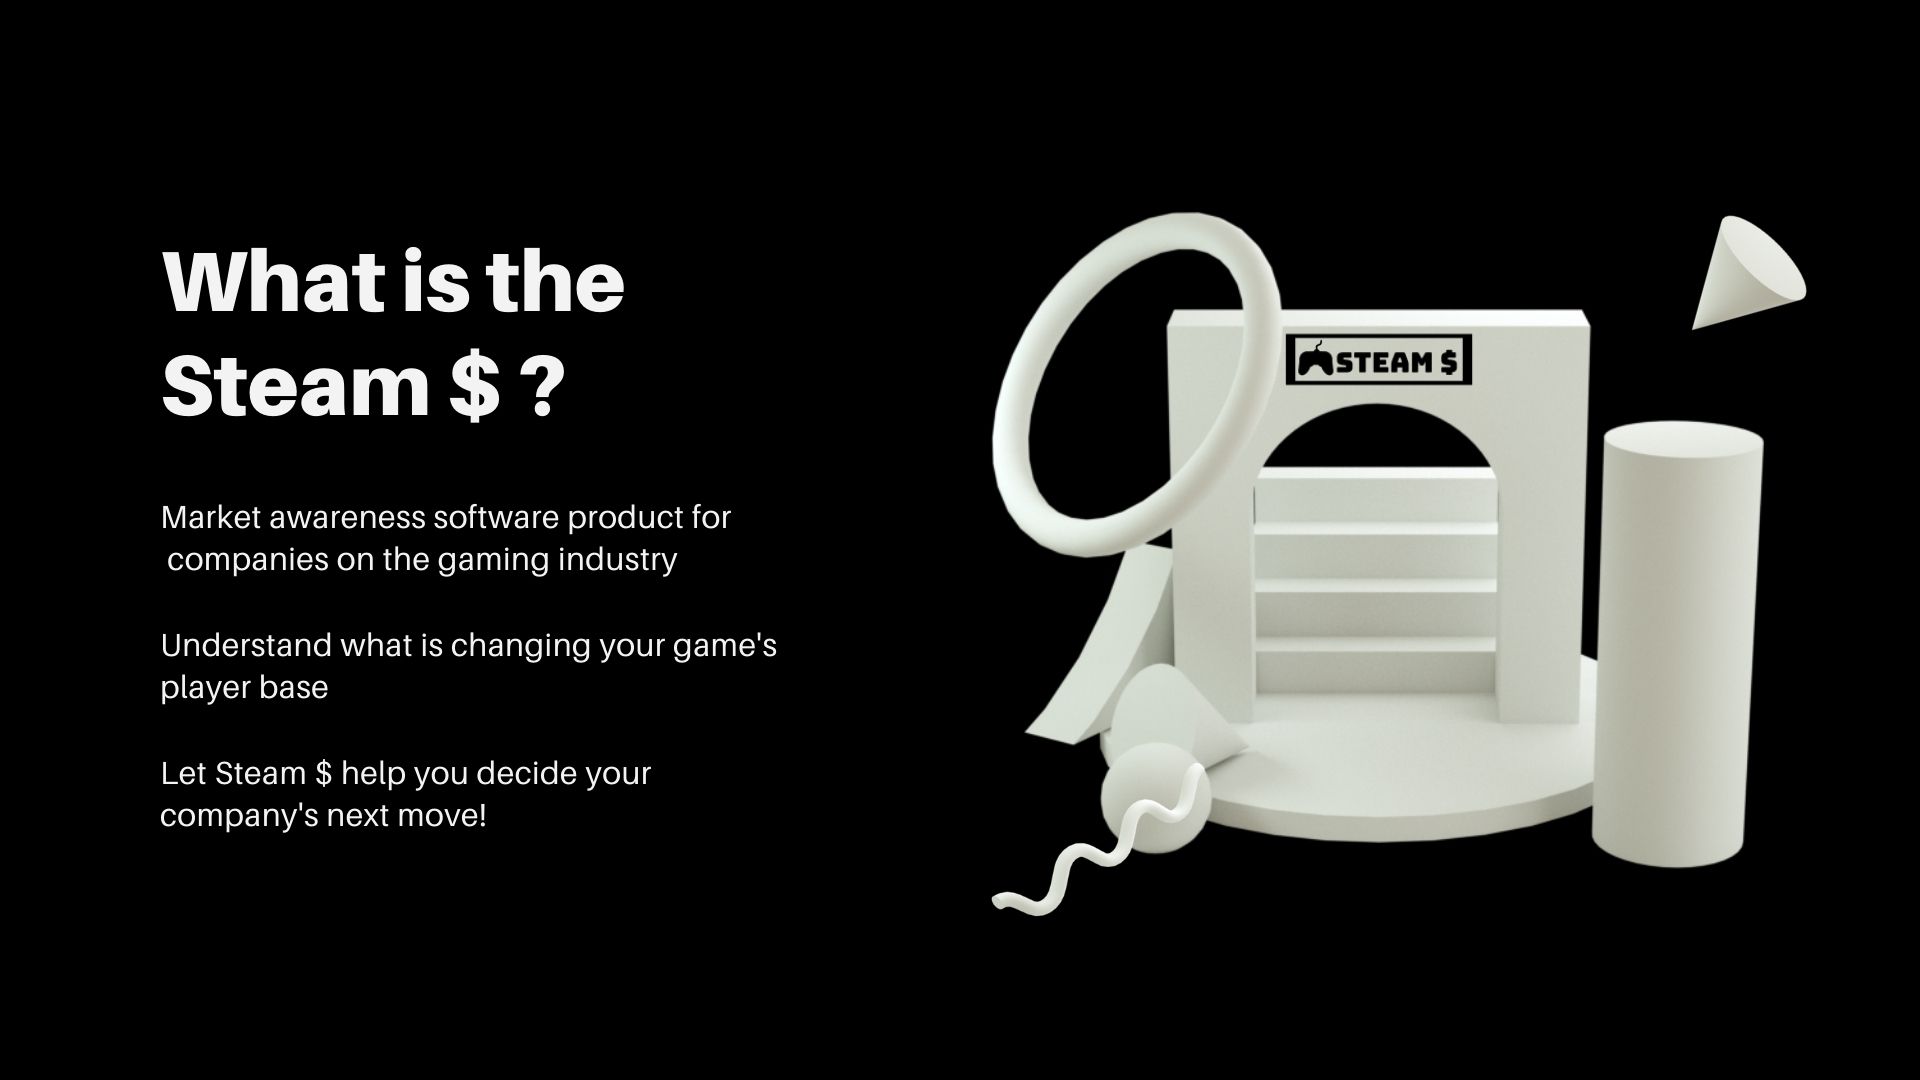 What is the
Steam $ ?
Market awareness software product for
companies on the gaming industry
Understand what is changing your game's
player base
Let Steam $ help you decide your
company's next move!
STEAM $